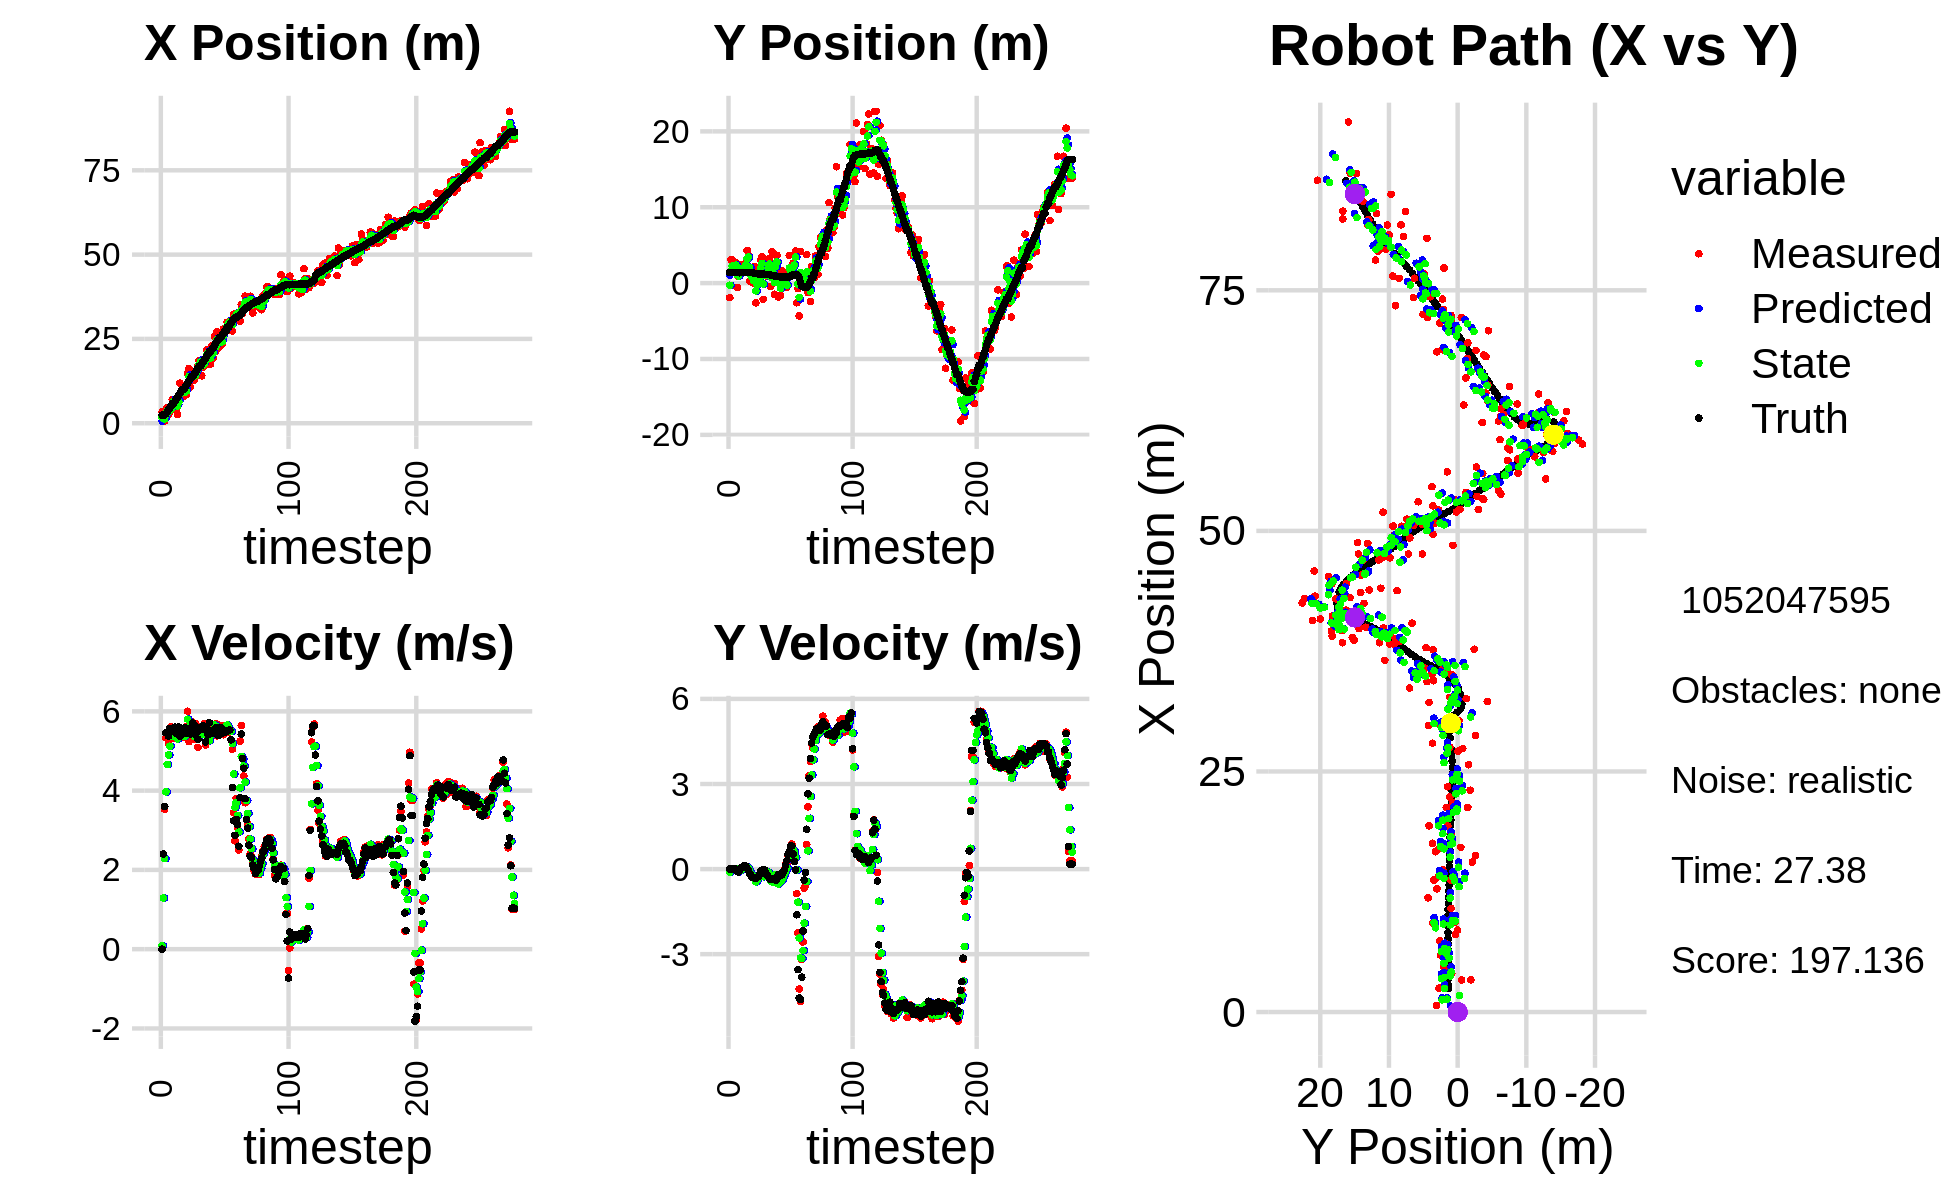 X Position (m)
75
50
25
0
0
100
200
timestep
Y Position (m)
20
10
0
-10
-20
0
100
200
timestep
X Velocity (m/s)
6
4
2
0
-2
0
100
200
timestep
Y Velocity (m/s)
6
3
0
-3
0
100
200
timestep
Robot Path (X vs Y)
X Position (m)
75
50
25
0
20 10 0 -10 -20
Y Position (m)
variable
Measured
Predicted
State
Truth
1052047595
Obstacles: none
Noise: realistic
Time: 27.38
Score: 197.136